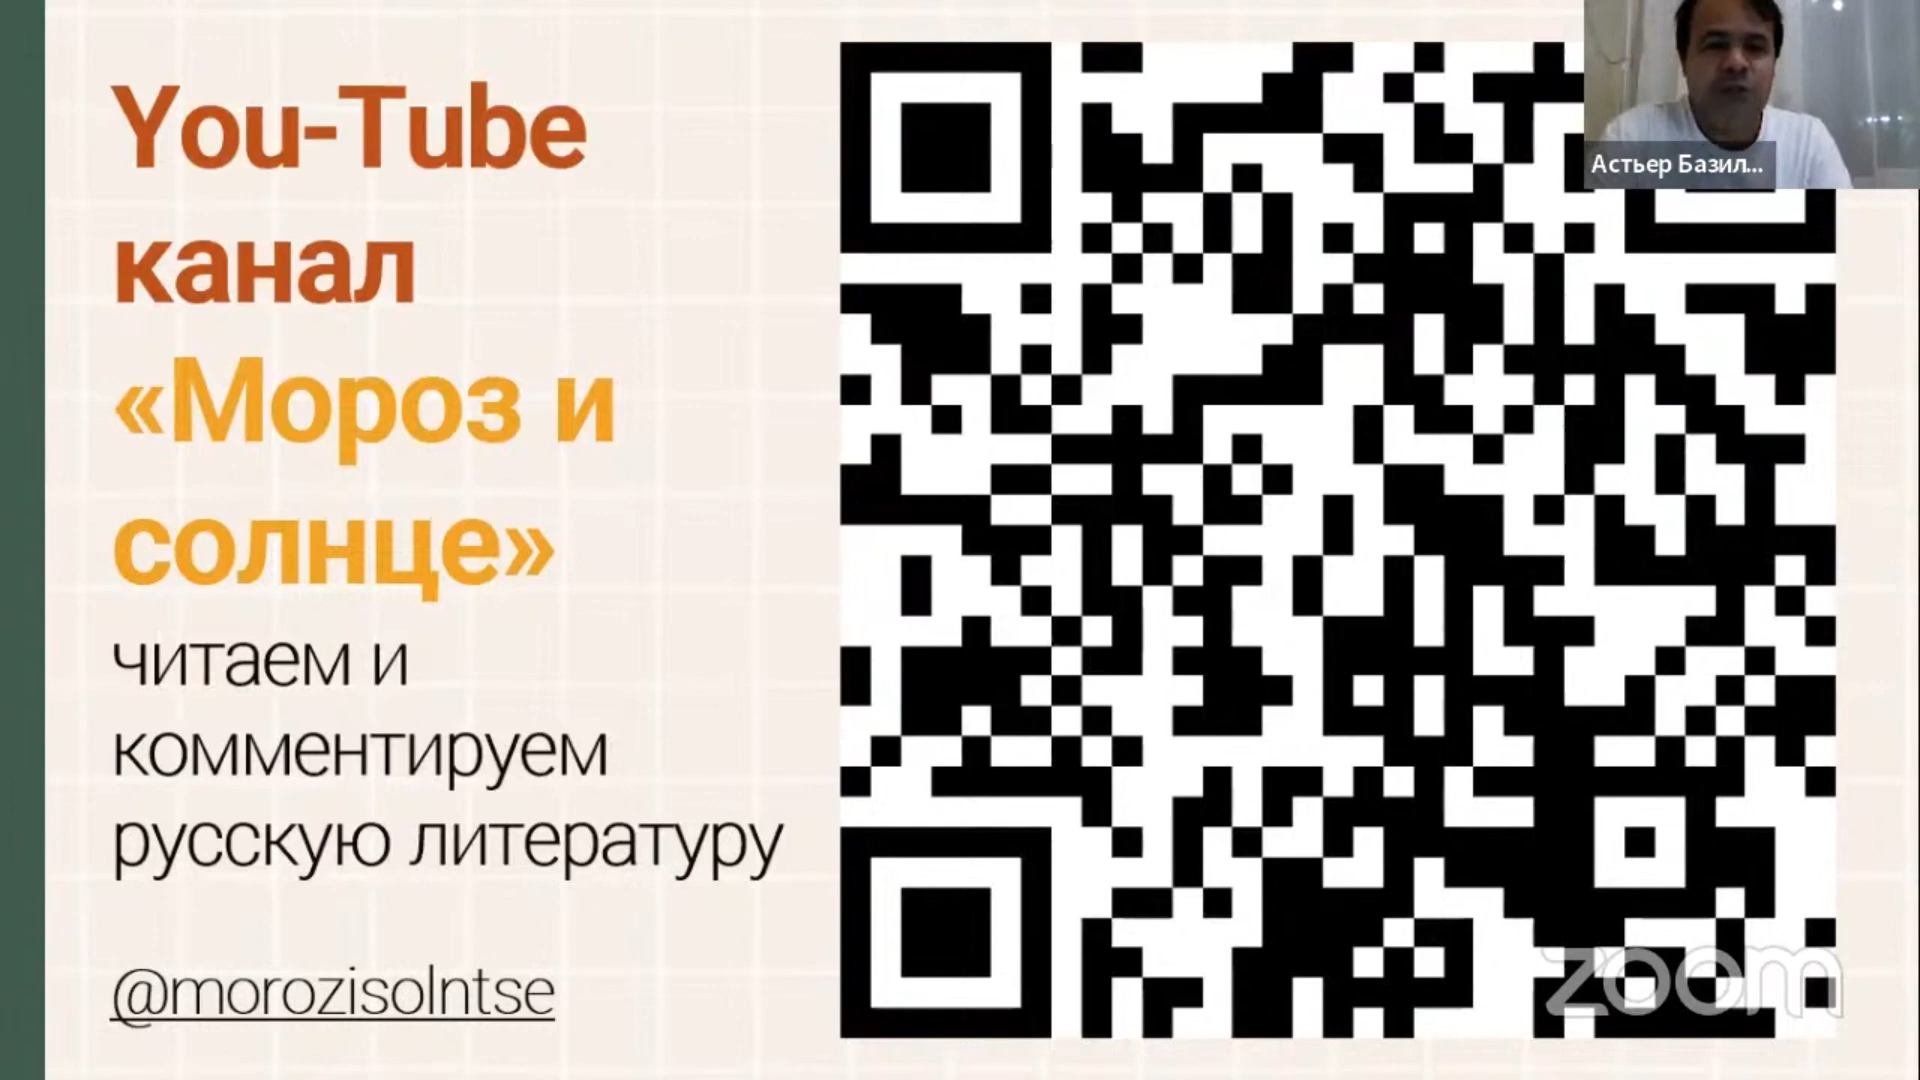 You-Tube
канал
«Мороз и
солнце»
читаем и
комментируем
русскую литературу
@morozisolntse
Астьер Базил...
zoom